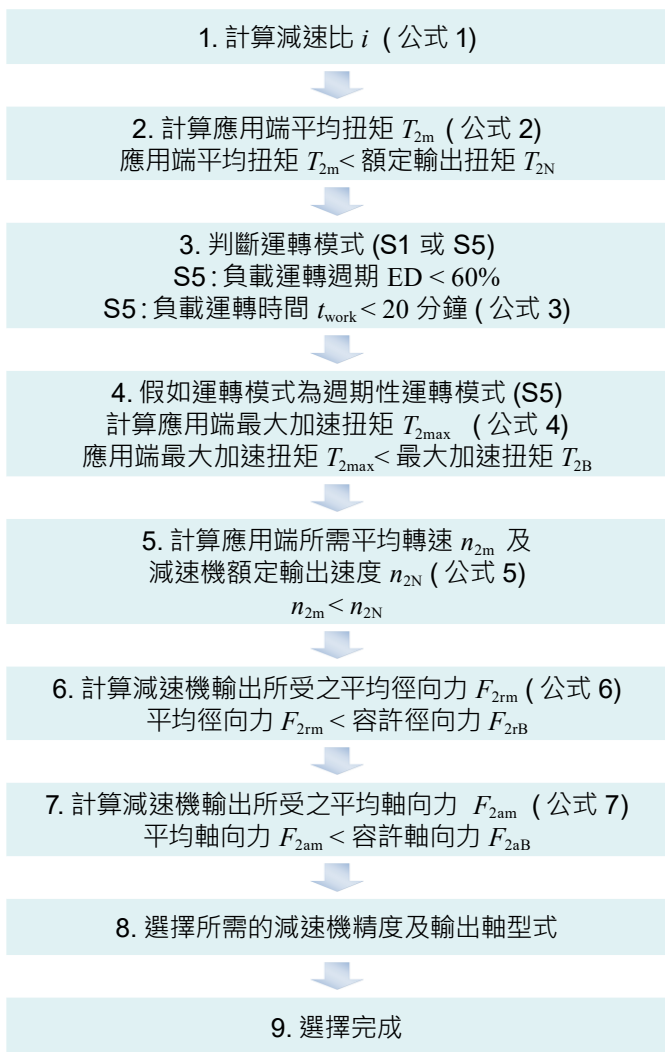 1. 計算減速比 i ( 公式 1)
2. 計算應用端平均扭矩 T2m ( 公式 2)
應用端平均扭矩 T2m< 額定輸出扭矩 T2N
3. 判斷運轉模式 (S1 或 S5)
S5 : 負載運轉週期 ED < 60%
S5 : 負載運轉時間 twork< 20 分鐘 ( 公式 3)
4. 假如運轉模式為週期性運轉模式 (S5)
計算應用端最大加速扭矩 T2max ( 公式 4)
應用端最大加速扭矩 T2max< 最大加速扭矩 T2B
5. 計算應用端所需平均轉速 n2m 及
減速機額定輸出速度 n2N ( 公式 5)
n2m < n2N
6. 計算減速機輸出所受之平均徑向力 F2rm ( 公式 6)
平均徑向力 F2rm < 容許徑向力 F2rB
7. 計算減速機輸出所受之平均軸向力 F2am ( 公式 7)
平均軸向力 F2am < 容許軸向力 F2aB
8. 選擇所需的減速機精度及輸出軸型式
9. 選擇完成